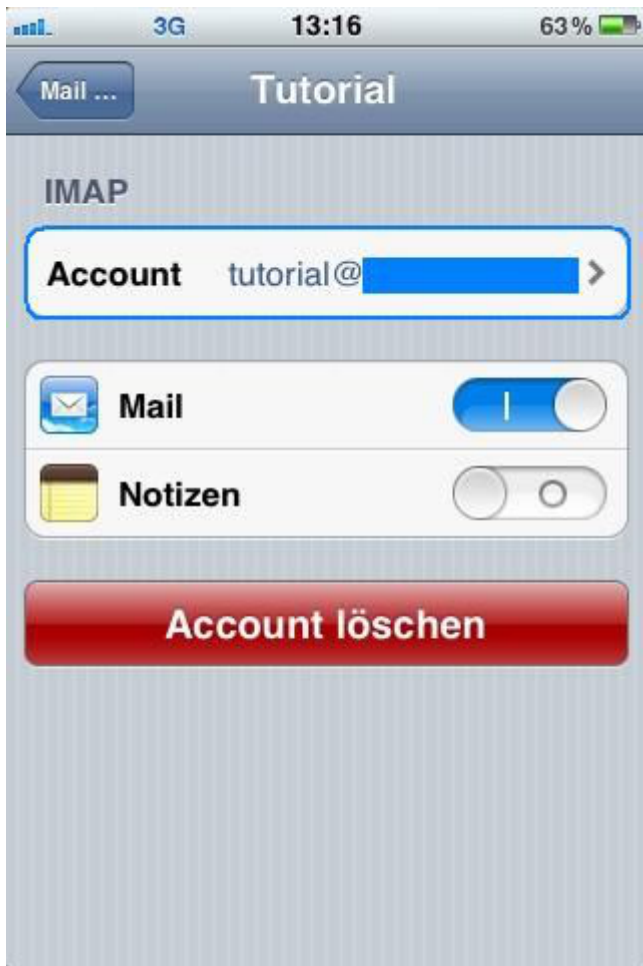 3G 13:16 63 %
Mail ... Tutorial
IMAP
Account tutorial@
Mail
Notizen
Account löschen